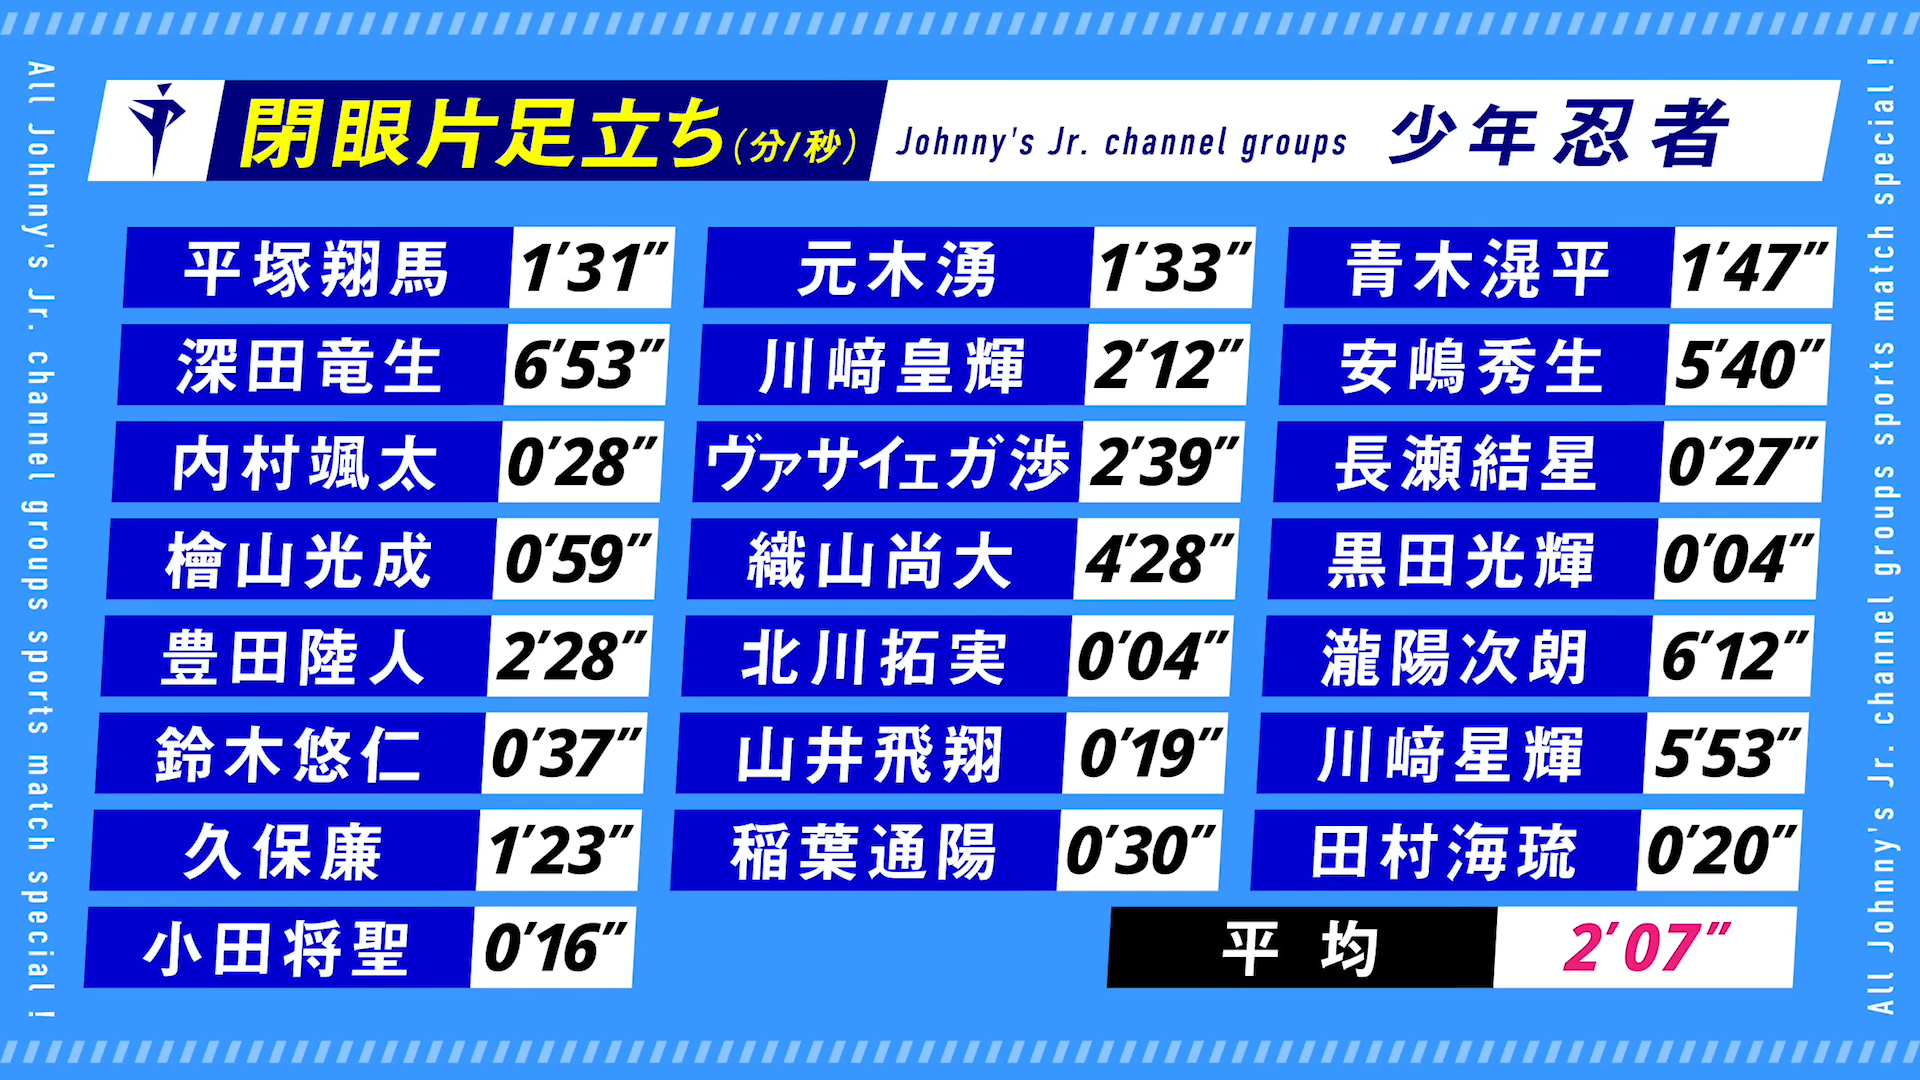 閉眼片足立ち(分/秒) Johnny's Jr. channel groups 少年忍者
平塚翔馬 1′31″ 元木湧 1′33″ 青木滉平 1′47″
深田竜生 6′53″ 川﨑皇輝 2′12″ 安嶋秀生 5′40″
内村颯太 0′28″ ヴァサイェガ渉 2′39″ 長瀬結星 0′27″
檜山光成 0′59″ 織山尚大 4′28″ 黒田光輝 0′04″
豊田陸人 2′28″ 北川拓実 0′04″ 瀧陽次朗 6′12″
鈴木悠仁 0′37″ 山井飛翔 0′19″ 川﨑星輝 5′53″
久保廉 1′23″ 稲葉通陽 0′30″ 田村海琉 0′20″
小田将聖 0′16″ 平均 2′07″
All Johnny's Jr. channel groups sports match special !
All Johnny's Jr. channel groups sports match special !